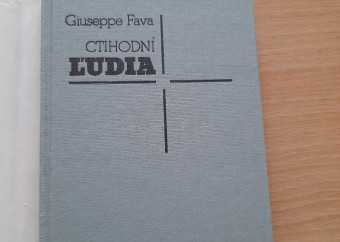 Giuseppe Fava
CTIHODNÍ
ĽUDIA